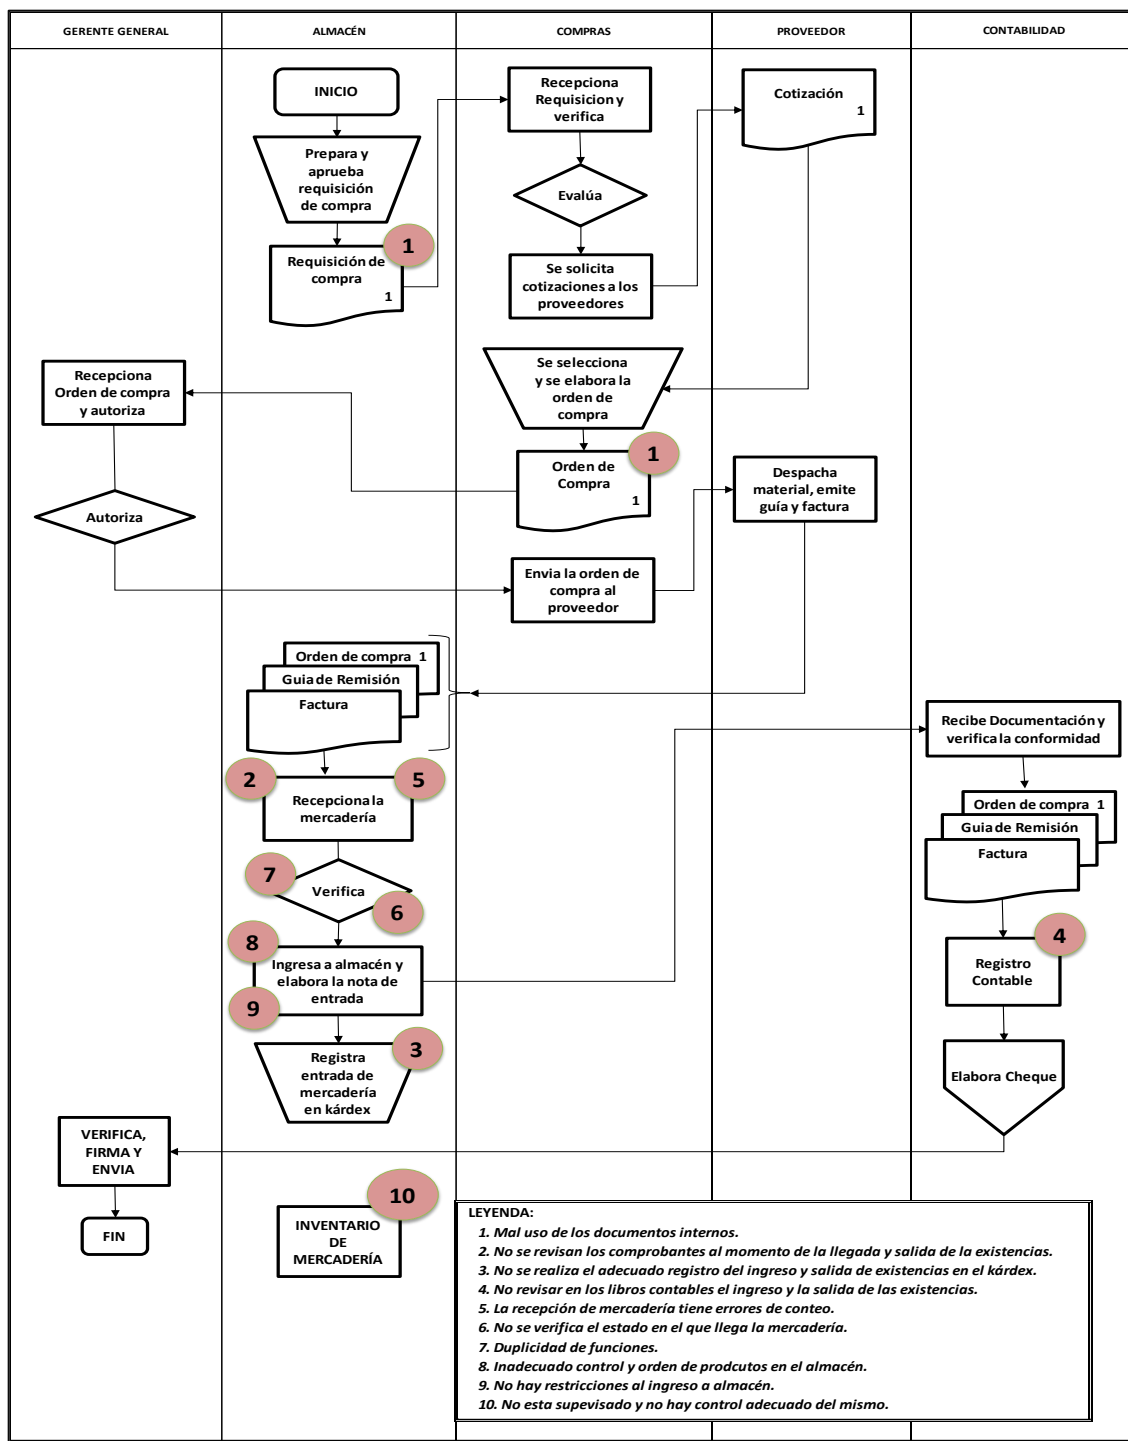 GERENTE GENERAL
ALMACÉN
COMPRAS
PROVEEDOR
CONTABILIDAD
INICIO
Prepara y
aprueba
requisición
de compra
1
Requisición de
compra
1
Recepciona
Requisicion y
verifica
Evalúa
Se solicita
cotizaciones a los
proveedores
Cotización
1
Se selecciona
y se elabora la
orden de
compra
1
Orden de
Compra
1
Recepciona
Orden de compra
y autoriza
Autoriza
Envia la orden de
compra al
proveedor
Despacha
material, emite
guía y factura
Orden de compra 1
Guia de Remisión
Factura
2
5
Recepciona la
mercadería
7
Verifica
6
8
Ingresa a almacén y
elabora la nota de
entrada
9
3
Registra
entrada de
mercadería
en kárdex
Recibe Documentación y
verifica la conformidad
Orden de compra 1
Guia de Remisión
Factura
4
Registro
Contable
Elabora Cheque
VERIFICA,
FIRMA Y
ENVIA
FIN
10
INVENTARIO
DE
MERCADERÍA
LEYENDA:
1. Mal uso de los documentos internos.
2. No se revisan los comprobantes al momento de la llegada y salida de la existencias.
3. No se realiza el adecuado registro del ingreso y salida de existencias en el kárdex.
4. No revisar en los libros contables el ingreso y la salida de las existencias.
5. La recepción de mercadería tiene errores de conteo.
6. No se verifica el estado en el que llega la mercadería.
7. Duplicidad de funciones.
8. Inadecuado control y orden de prodcutos en el almacén.
9. No hay restricciones al ingreso a almacén.
10. No esta supevisado y no hay control adecuado del mismo.